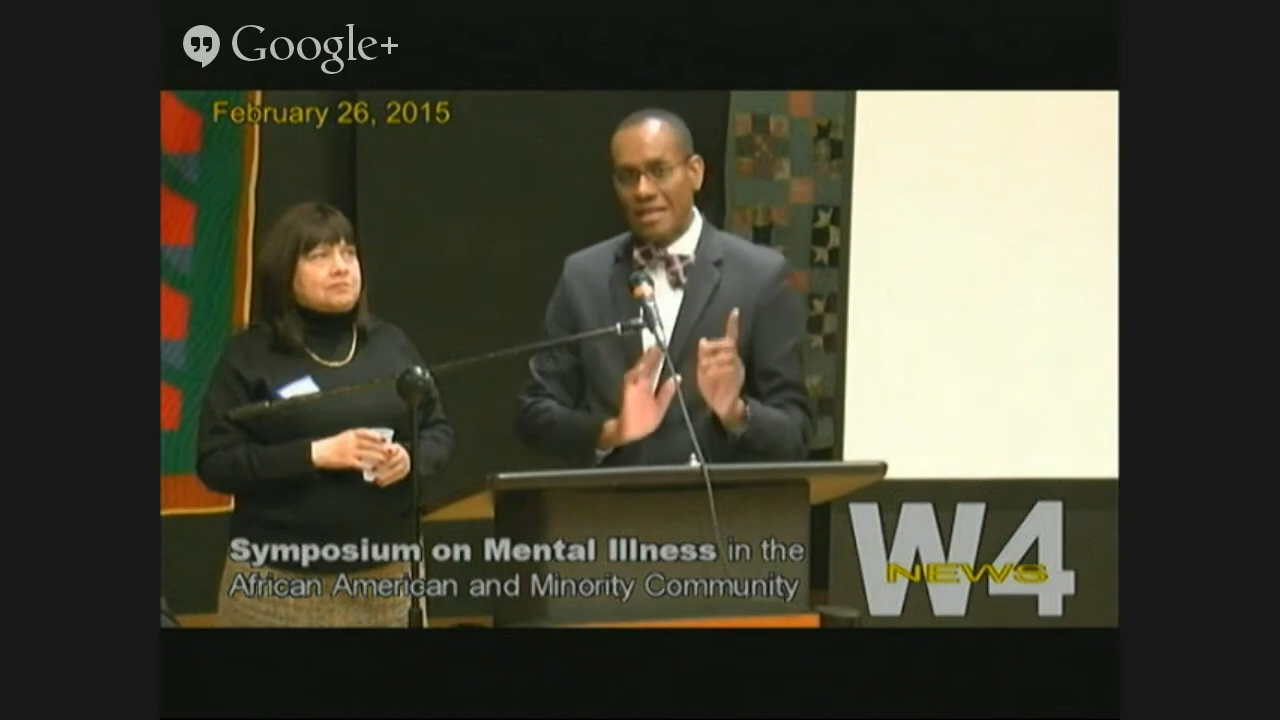 Google+
February 26, 2015
Symposium on Mental Illness in the
African American and Minority Community
W4
NEWS